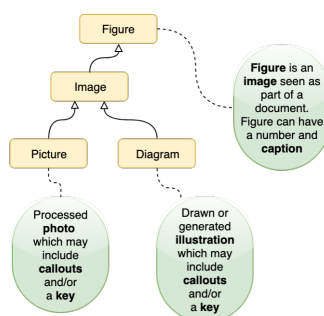 Figure
Image
Figure is an
image seen as
part of a
document.
Figure can have
a number and
caption
Picture
Diagram
Processed
photo
which may
include
callouts
and/or
a key
Drawn or
generated
illustration
which may
include
callouts
and/or
a key